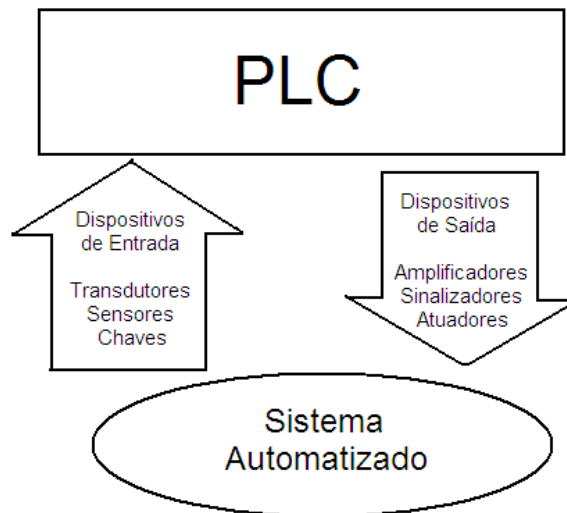 PLC
Dispositivos
de Entrada
Transdutores
Sensores
Chaves
Dispositivos
de Saída
Amplificadores
Sinalizadores
Atuadores
Sistema
Automatizado